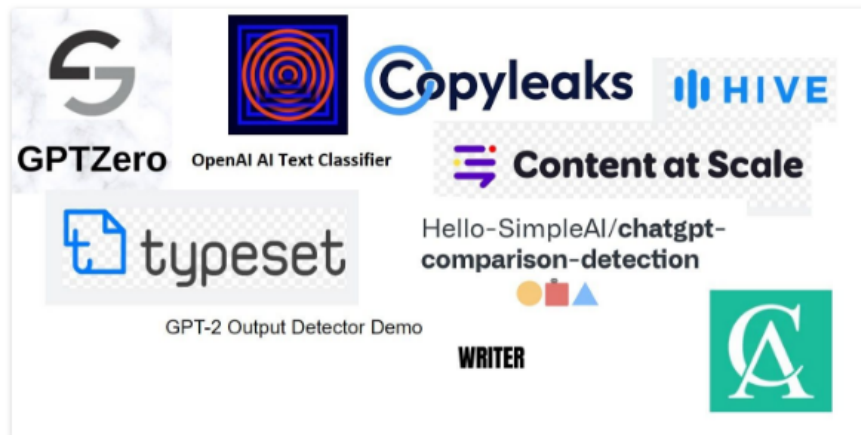 GPTZero
OpenAI AI Text Classifier
Copyleaks
HIVE
Content at Scale
typeset
Hello-SimpleAI/chatgpt-
comparison-detection
GPT-2 Output Detector Demo
WRITER
CA